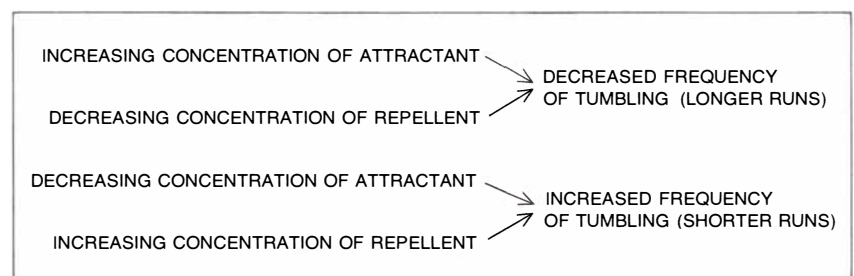 INCREASING CONCENTRATION OF ATTRACTANT
DECREASED FREQUENCY
OF TUMBLING (LONGER RUNS)
DECREASING CONCENTRATION OF REPELLENT
DECREASING CONCENTRATION OF ATTRACTANT
INCREASED FREQUENCY
OF TUMBLING (SHORTER RUNS)
INCREASING CONCENTRATION OF REPELLENT